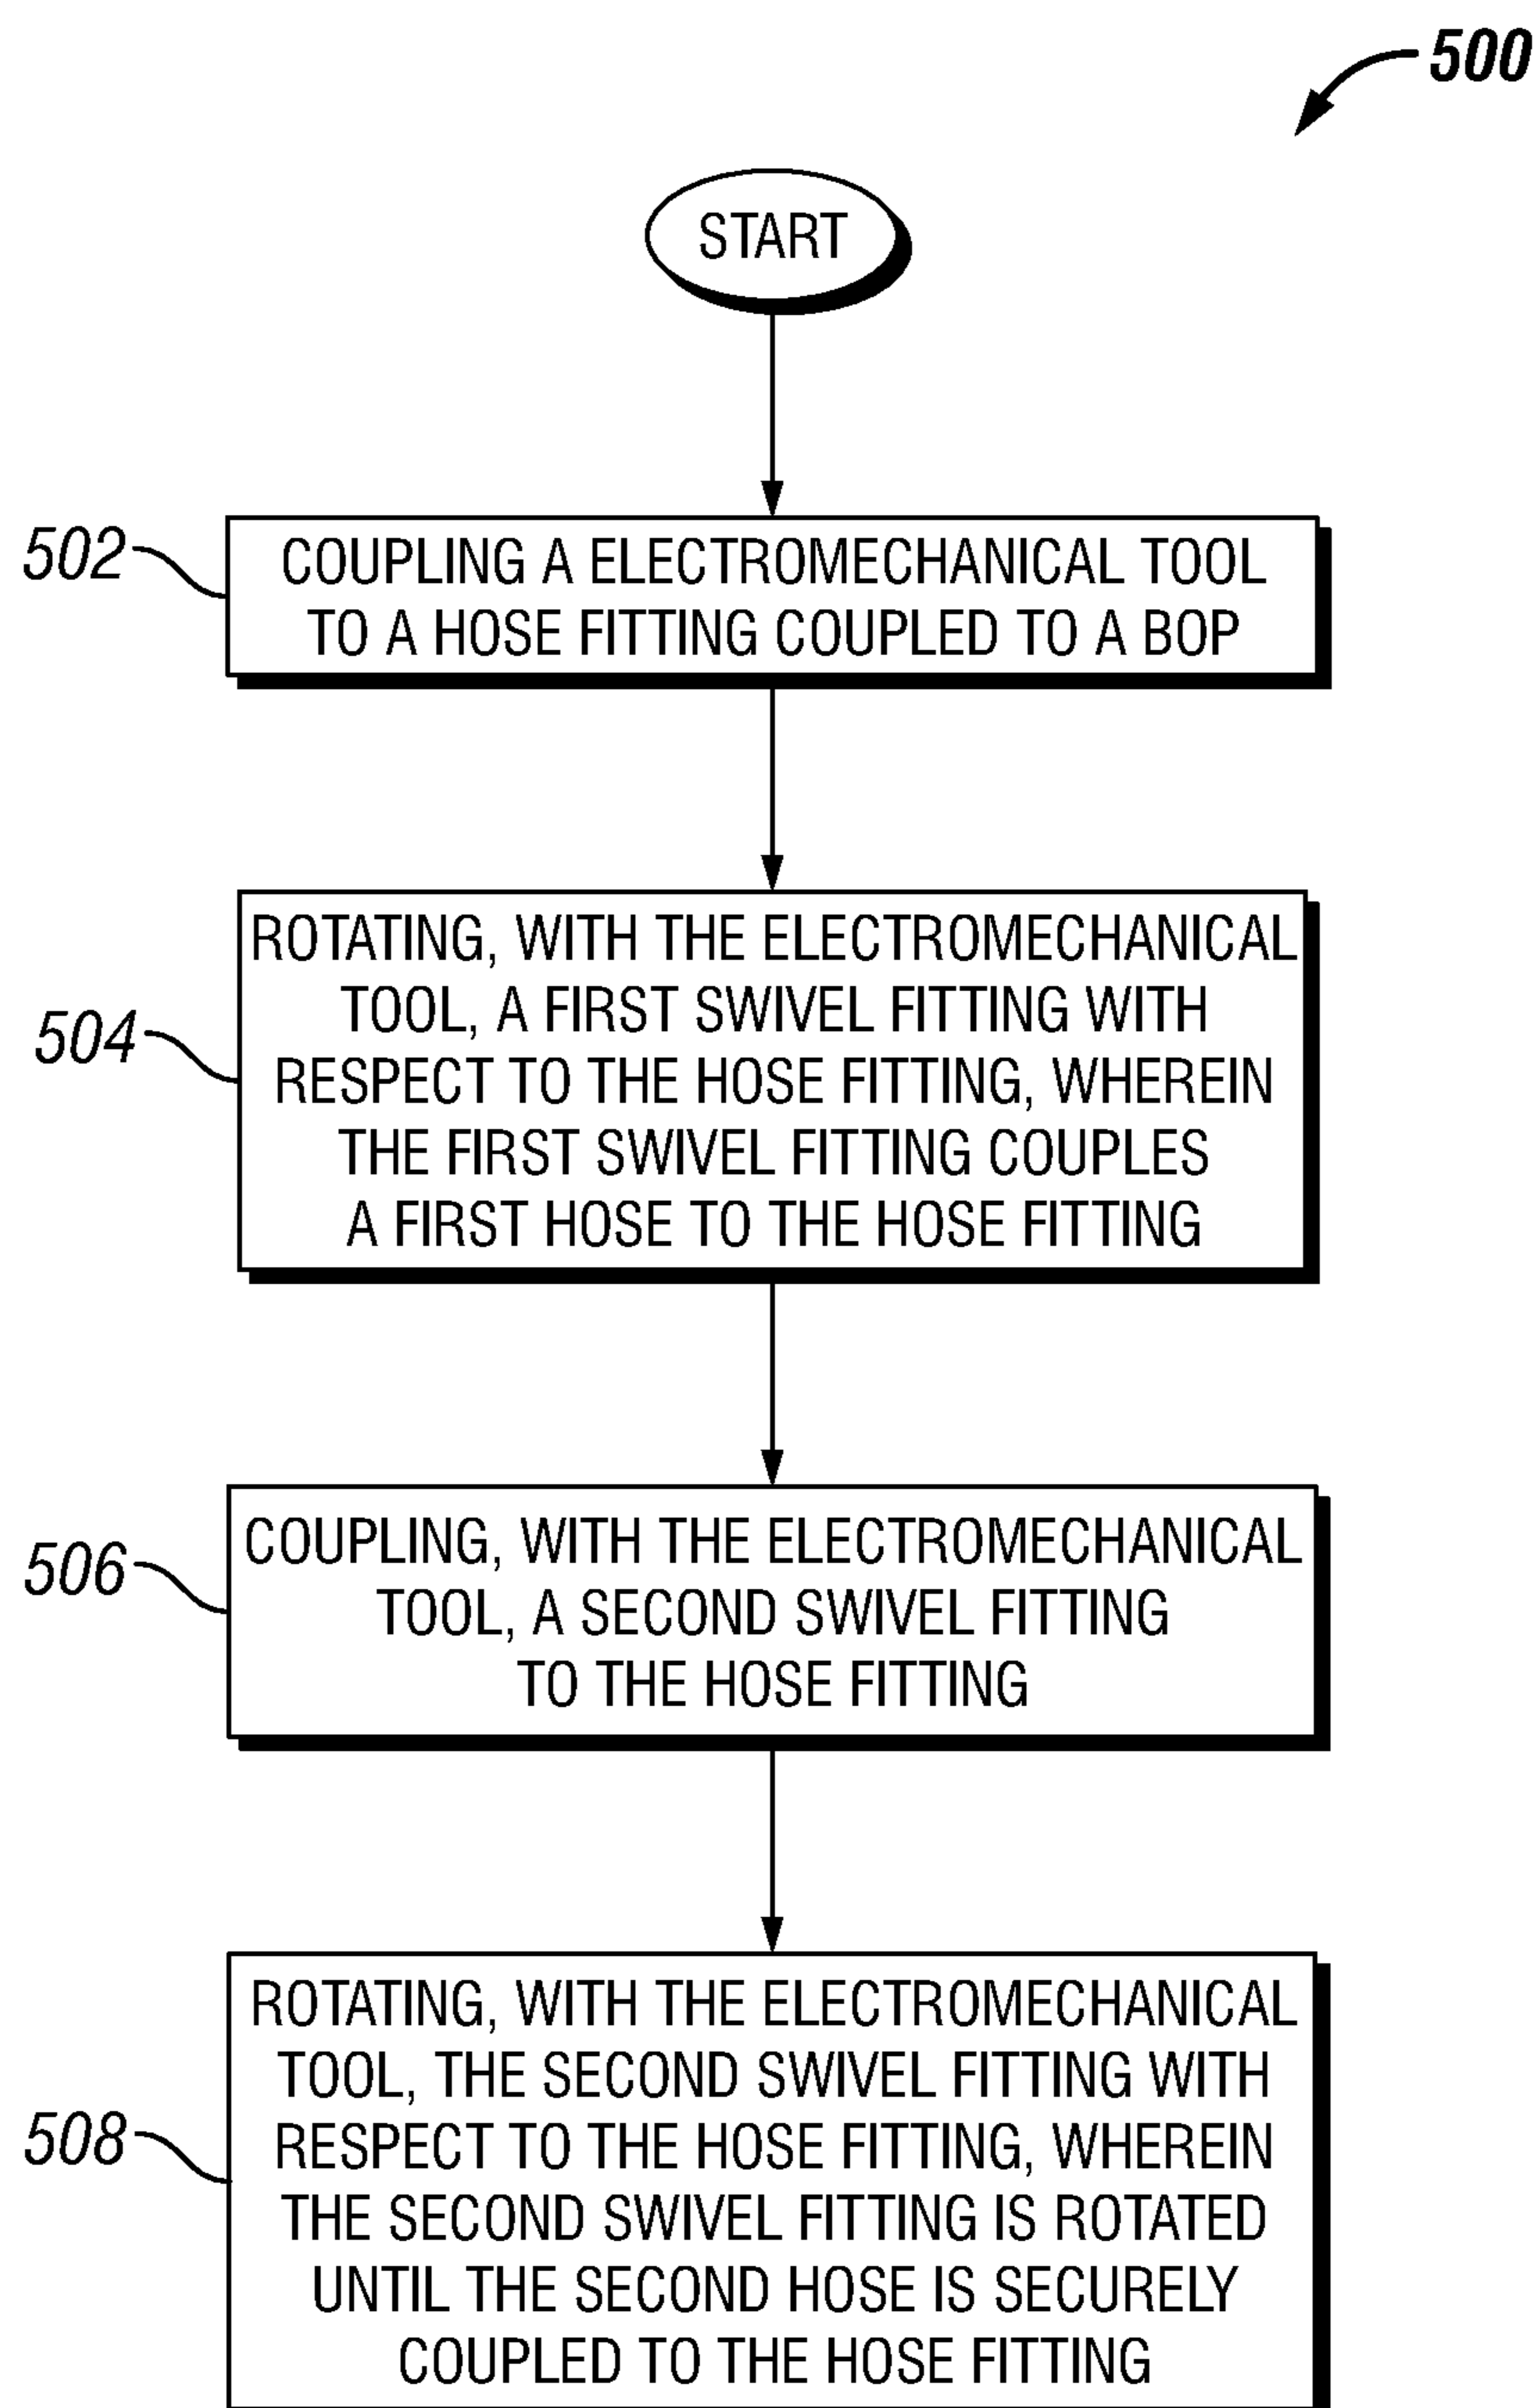 500
START
502
COUPLING A ELECTROMECHANICAL TOOL
TO A HOSE FITTING COUPLED TO A BOP
504
ROTATING, WITH THE ELECTROMECHANICAL
TOOL, A FIRST SWIVEL FITTING WITH
RESPECT TO THE HOSE FITTING, WHEREIN
THE FIRST SWIVEL FITTING COUPLES
A FIRST HOSE TO THE HOSE FITTING
506
COUPLING, WITH THE ELECTROMECHANICAL
TOOL, A SECOND SWIVEL FITTING
TO THE HOSE FITTING
508
ROTATING, WITH THE ELECTROMECHANICAL
TOOL, THE SECOND SWIVEL FITTING WITH
RESPECT TO THE HOSE FITTING, WHEREIN
THE SECOND SWIVEL FITTING IS ROTATED
UNTIL THE SECOND HOSE IS SECURELY
COUPLED TO THE HOSE FITTING